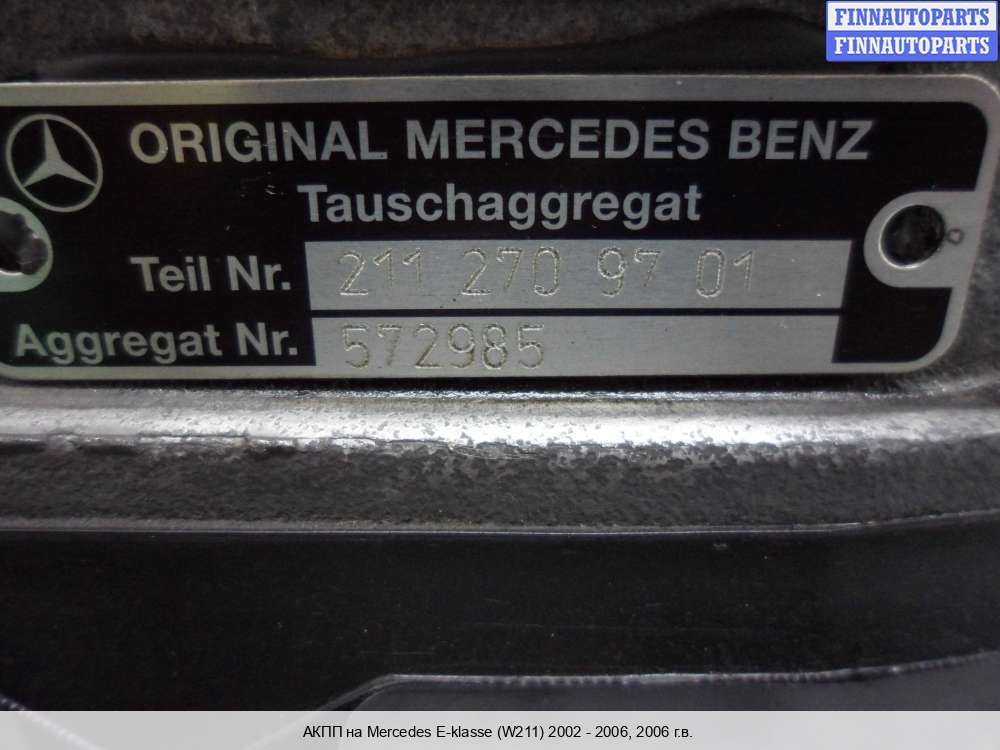 FINNAUTOPARTS
FINNAUTOPARTS
ORIGINAL MERCEDES BENZ
Tauschaggregat
Teil Nr. 211 270 97 01
Aggregat Nr. 572985
АКПП на Mercedes E-klasse (W211) 2002 - 2006, 2006 г.в.